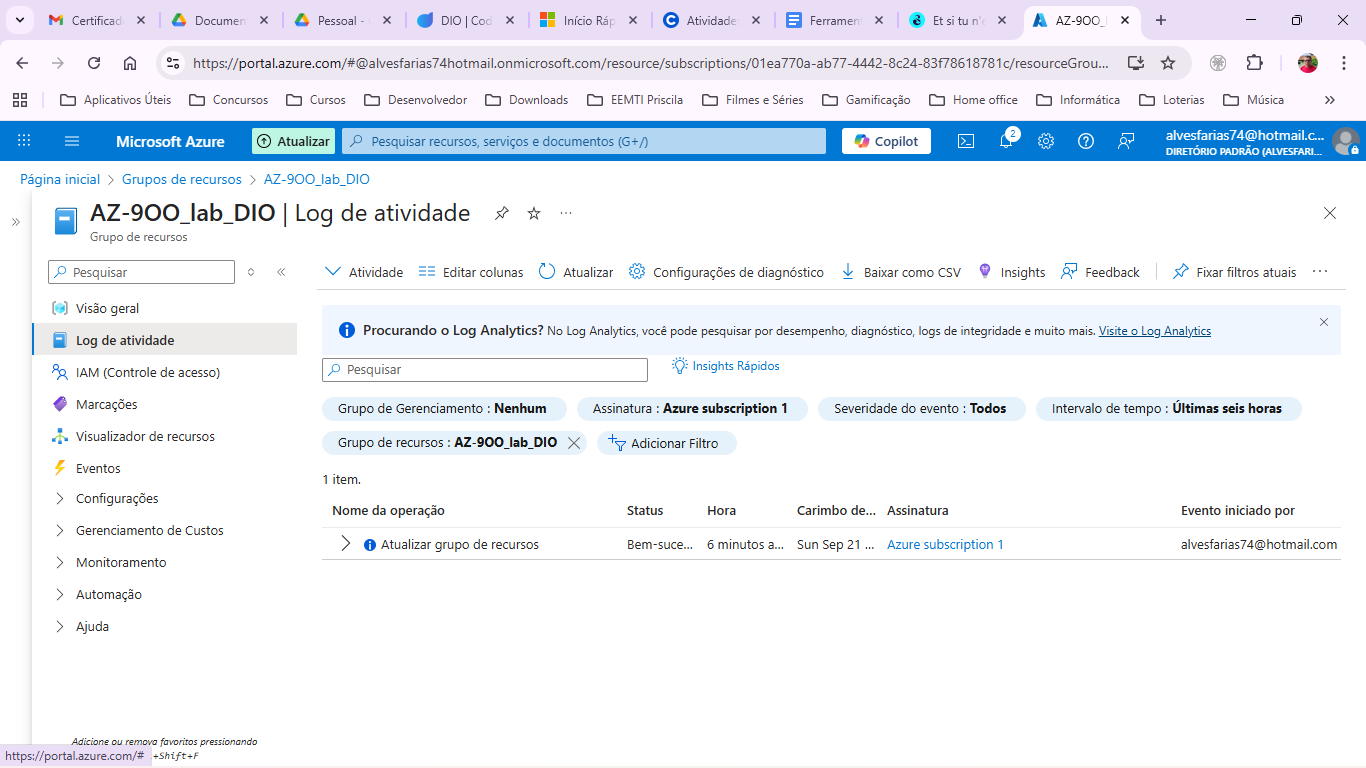 Certificad
Documen
Pessoal -
DIO | Cod
Início Ráp
Atividade
Ferrament
Et si tu n'é
AZ-9OO_l
https://portal.azure.com/#@alvesfarias74hotmail.onmicrosoft.com/resource/subscriptions/01ea770a-ab77-4442-8c24-83f78618781c/resourceGrou...
Aplicativos Úteis
Concursos
Cursos
Desenvolvedor
Downloads
EEMTI Priscila
Filmes e Séries
Gamificação
Home office
Informática
Loterias
Música
Microsoft Azure
Atualizar
Pesquisar recursos, serviços e documentos (G+/)
Copilot
2
alvesfarias74@hotmail.c...
DIRETÓRIO PADRÃO (ALVESFARI...
Página inicial > Grupos de recursos > AZ-9OO_lab_DIO
AZ-9OO_lab_DIO | Log de atividade
Grupo de recursos
Pesquisar
Visão geral
Log de atividade
IAM (Controle de acesso)
Marcações
Visualizador de recursos
Eventos
Configurações
Gerenciamento de Custos
Monitoramento
Automação
Ajuda
Atividade
Editar colunas
Atualizar
Configurações de diagnóstico
Baixar como CSV
Insights
Feedback
Fixar filtros atuais
Procurando o Log Analytics? No Log Analytics, você pode pesquisar por desempenho, diagnóstico, logs de integridade e muito mais. Visite o Log Analytics
Pesquisar
Insights Rápidos
Grupo de Gerenciamento : Nenhum
Assinatura : Azure subscription 1
Severidade do evento : Todos
Intervalo de tempo : Últimas seis horas
Grupo de recursos : AZ-9OO_lab_DIO
Adicionar Filtro
1 item.
Nome da operação Status Hora Carimbo de... Assinatura Evento iniciado por
Atualizar grupo de recursos Bem-suce... 6 minutos a... Sun Sep 21 ... Azure subscription 1 alvesfarias74@hotmail.com
Adicione ou remova favoritos pressionando
+Shift+F
https://portal.azure.com/#